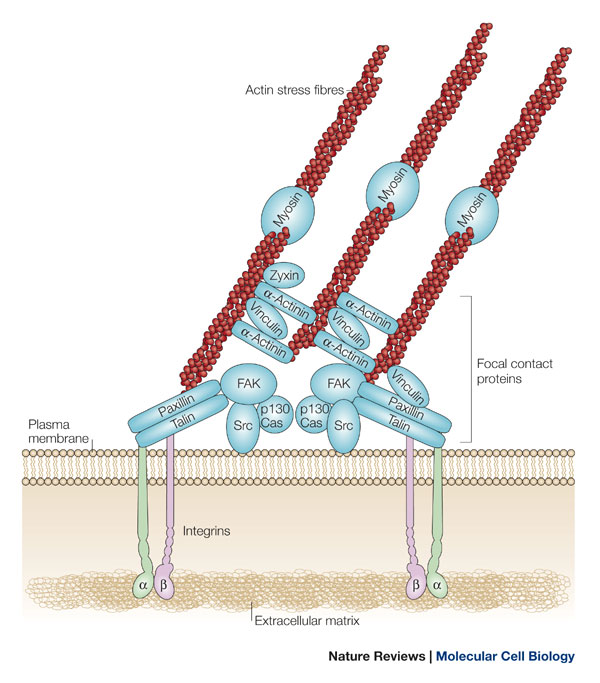 Actin stress fibres
Myosin
Myosin
Myosin
Zyxin
α-Actinin
α-Actinin
Vinculin
Vinculin
α-Actinin
α-Actinin
Focal contact
proteins
FAK
FAK
Vinculin
Paxillin
Paxillin
Talin
Talin
p130
Cas
p130
Cas
Src
Src
Plasma
membrane
Integrins
α
β
β
α
Extracellular matrix
Nature Reviews | Molecular Cell Biology